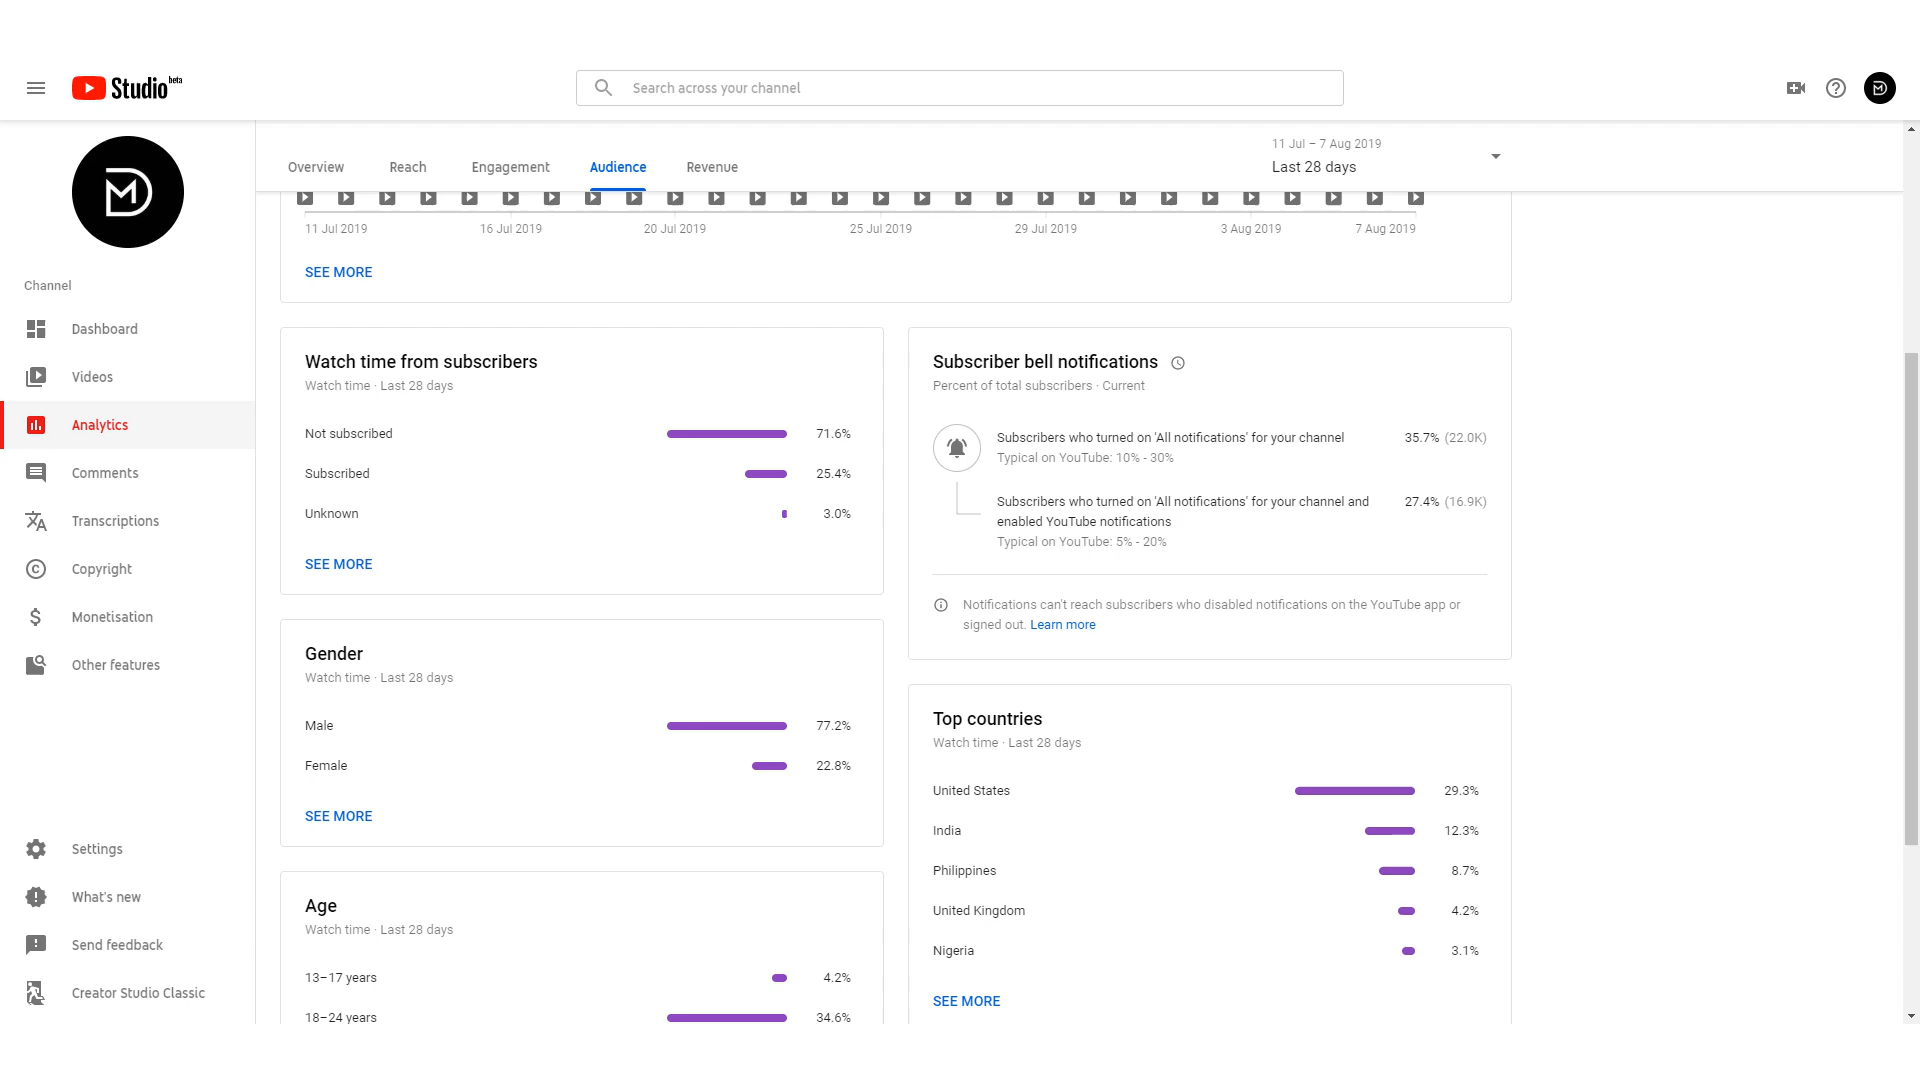 Studio beta
Search across your channel
11 Jul – 7 Aug 2019
Last 28 days
Overview
Reach
Engagement
Audience
Revenue
11 Jul 2019
16 Jul 2019
20 Jul 2019
25 Jul 2019
29 Jul 2019
3 Aug 2019
7 Aug 2019
SEE MORE
Channel
Dashboard
Videos
Analytics
Comments
Transcriptions
Copyright
Monetisation
Other features
Settings
What's new
Send feedback
Creator Studio Classic
Watch time from subscribers
Watch time · Last 28 days
Not subscribed 71.6%
Subscribed 25.4%
Unknown 3.0%
SEE MORE
Gender
Watch time · Last 28 days
Male 77.2%
Female 22.8%
SEE MORE
Age
Watch time · Last 28 days
13–17 years 4.2%
18–24 years 34.6%
Subscriber bell notifications
Percent of total subscribers · Current
Subscribers who turned on 'All notifications' for your channel 35.7% (22.0K)
Typical on YouTube: 10% - 30%
Subscribers who turned on 'All notifications' for your channel and 27.4% (16.9K)
enabled YouTube notifications
Typical on YouTube: 5% - 20%
Notifications can't reach subscribers who disabled notifications on the YouTube app or
signed out. Learn more
Top countries
Watch time · Last 28 days
United States 29.3%
India 12.3%
Philippines 8.7%
United Kingdom 4.2%
Nigeria 3.1%
SEE MORE